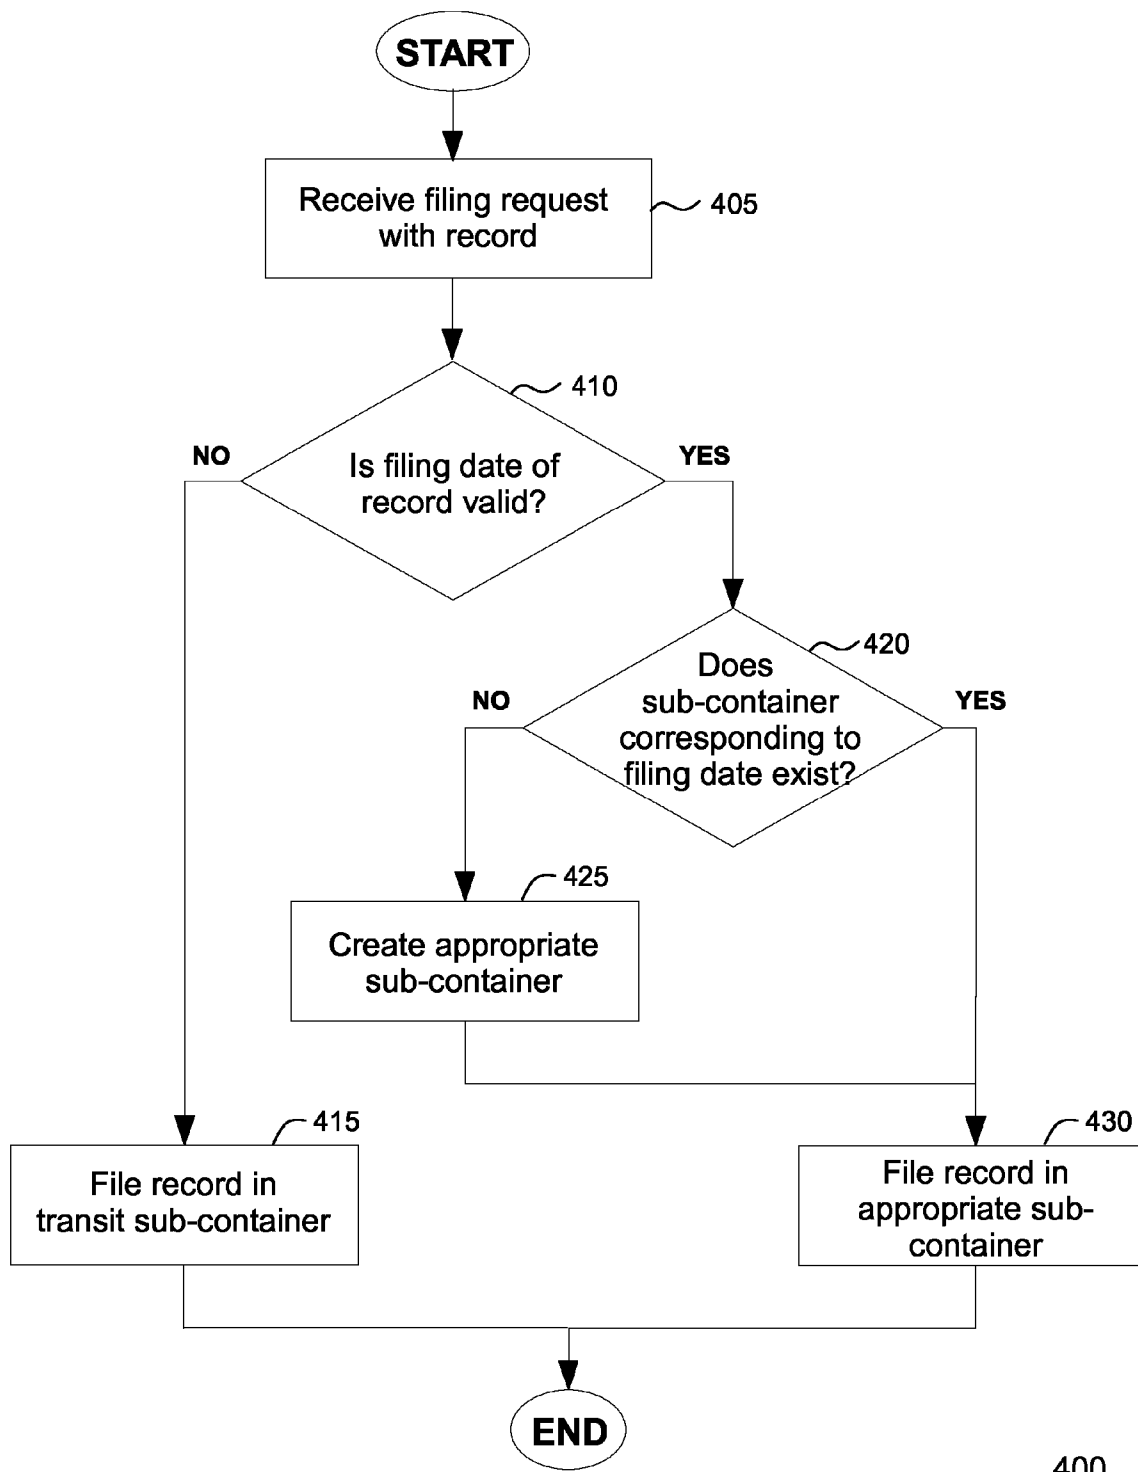 START
Receive filing request
with record
405
410
NO
YES
Is filing date of
record valid?
420
NO
YES
Does
sub-container
corresponding to
filing date exist?
425
Create appropriate
sub-container
415
430
File record in
transit sub-container
File record in
appropriate sub-
container
END
400